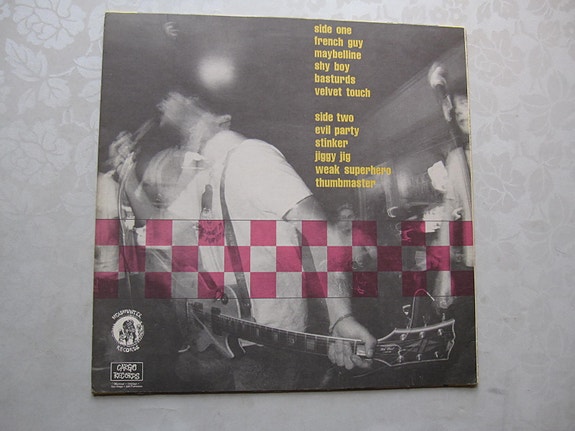 side one
french guy
maybelline
shy boy
basturds
velvet touch
side two
evil party
stinker
jiggy jig
weak superhero
thumbmaster
HEADHUNTER
RECORDS
CARGO
RECORDS